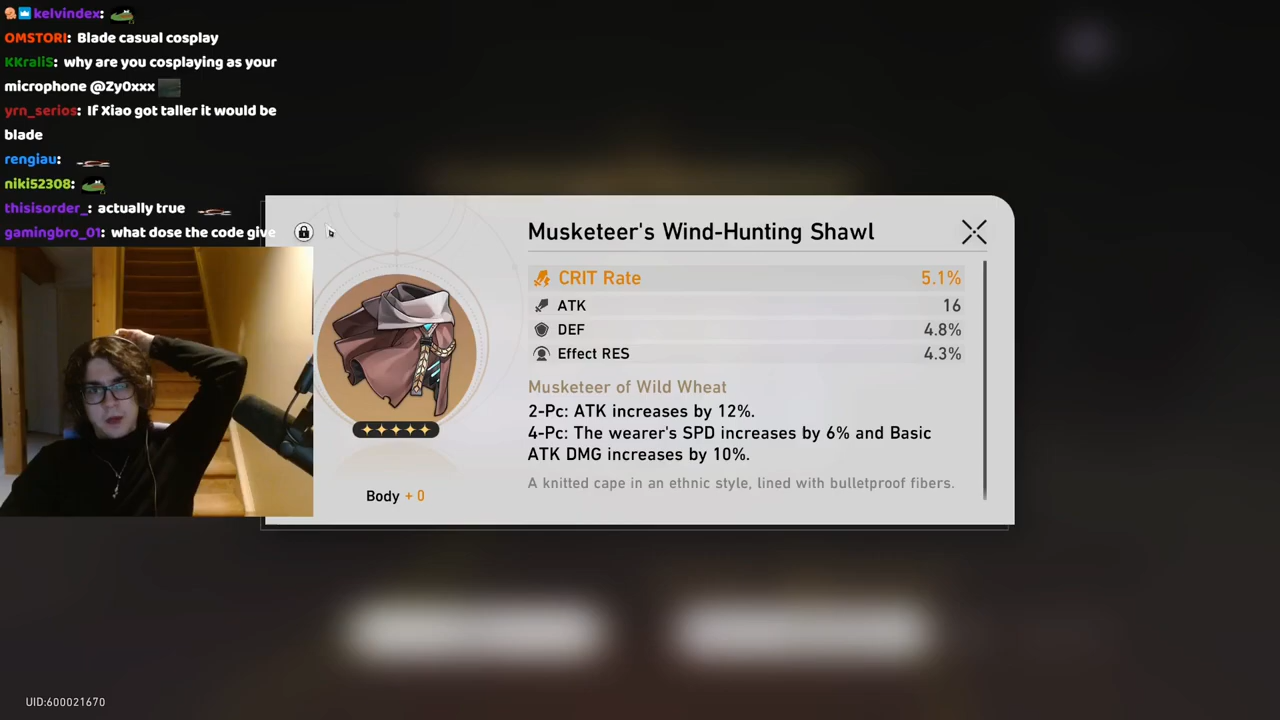 kelvindex:
OMSTORI: Blade casual cosplay
KKraliS: why are you cosplaying as your
microphone @Zy0xxx
yrn_serios: If Xiao got taller it would be
blade
rengiau:
niki52308:
thisisorder_: actually true
gamingbro_01: what dose the code give
Musketeer's Wind-Hunting Shawl
CRIT Rate 5.1%
ATK 16
DEF 4.8%
Effect RES 4.3%
Musketeer of Wild Wheat
2-Pc: ATK increases by 12%.
4-Pc: The wearer's SPD increases by 6% and Basic
ATK DMG increases by 10%.
A knitted cape in an ethnic style, lined with bulletproof fibers.
Body + 0
UID:600021670